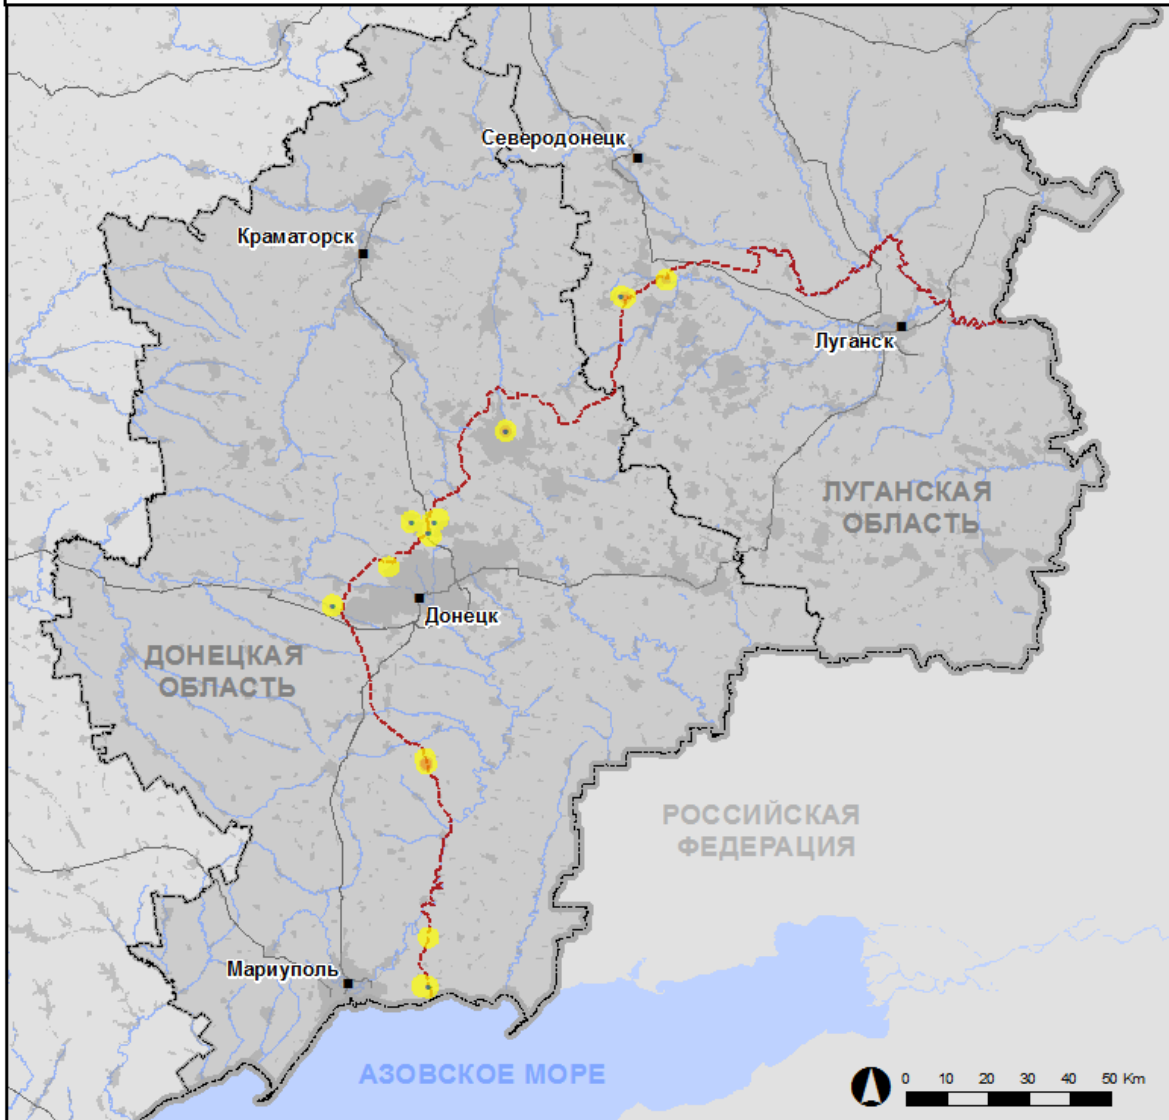 Северодонецк
Краматорск
Луганск
ЛУГАНСКАЯ
ОБЛАСТЬ
Донецк
ДОНЕЦКАЯ
ОБЛАСТЬ
РОССИЙСКАЯ
ФЕДЕРАЦИЯ
Мариуполь
АЗОВСКОЕ МОРЕ
0 10 20 30 40 50 Km